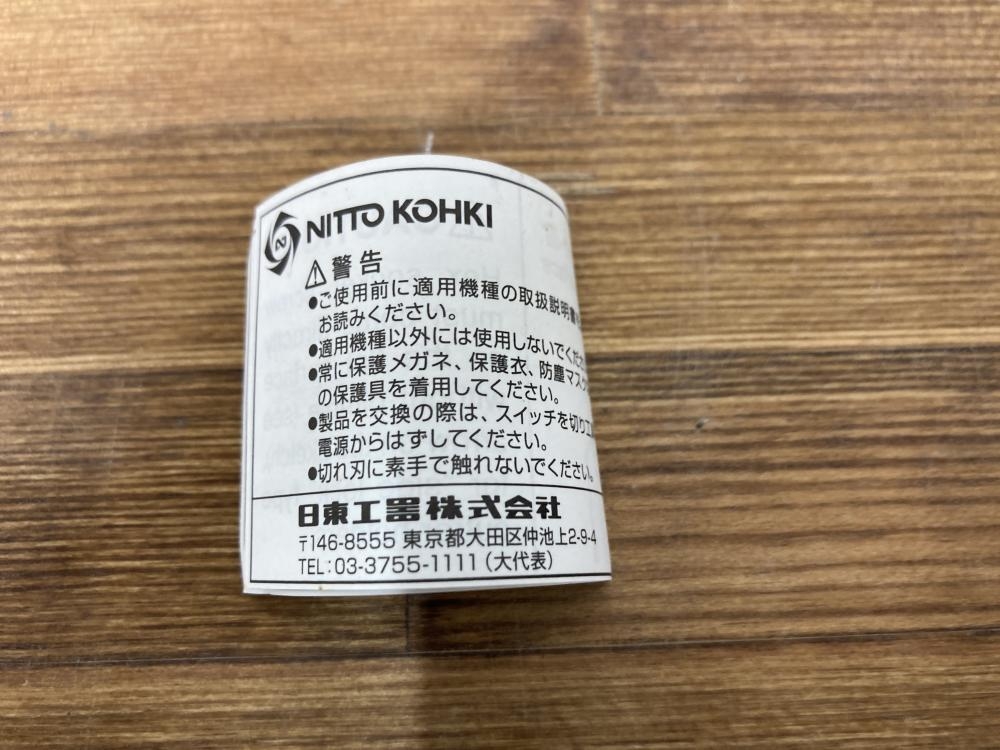 NITTO KOHKI
警告
●ご使用前に適用機種の取扱説明書を
お読みください。
●適用機種以外には使用しないでくださ
●常に保護メガネ、保護衣、防塵マスク
の保護具を着用してください。
●製品を交換の際は、スイッチを切り工
電源からはずしてください。
●切れ刃に素手で触れないでください。
日東工器株式会社
〒146-8555 東京都大田区仲池上2-9-4
TEL:03-3755-1111(大代表)